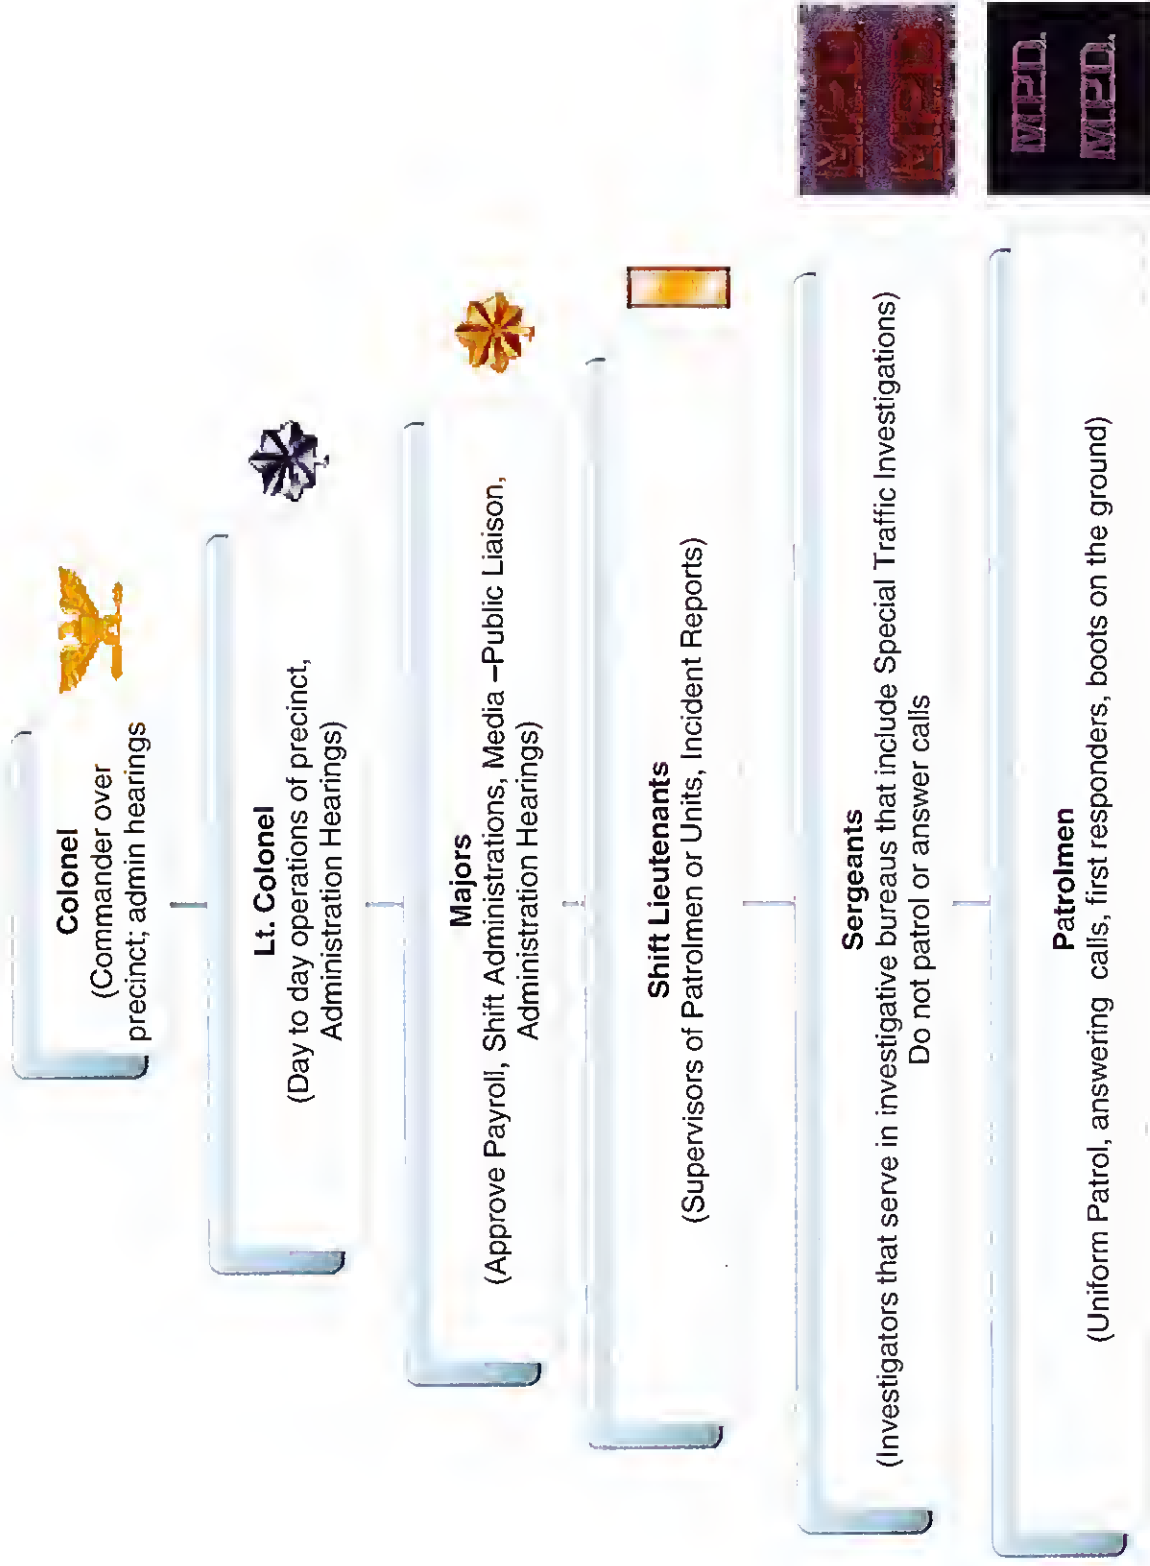 Colonel
(Commander over
precinct; admin hearings
Lt. Colonel
(Day to day operations of precinct,
Administration Hearings)
Majors
(Approve Payroll, Shift Administrations, Media –Public Liaison,
Administration Hearings)
Shift Lieutenants
(Supervisors of Patrolmen or Units, Incident Reports)
Sergeants
(Investigators that serve in investigative bureaus that include Special Traffic Investigations)
Do not patrol or answer calls
MPD
MPD
Patrolmen
(Uniform Patrol, answering calls, first responders, boots on the ground)
M.P.D.
M.P.D.